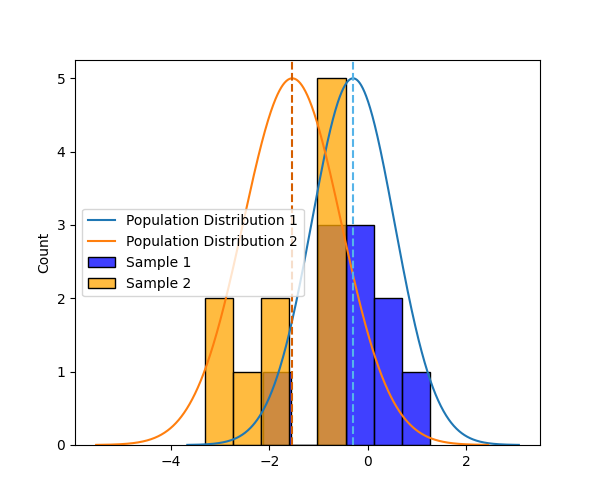 5
4
3
2
1
0
Count
Population Distribution 1
Population Distribution 2
Sample 1
Sample 2
−4 −2 0 2